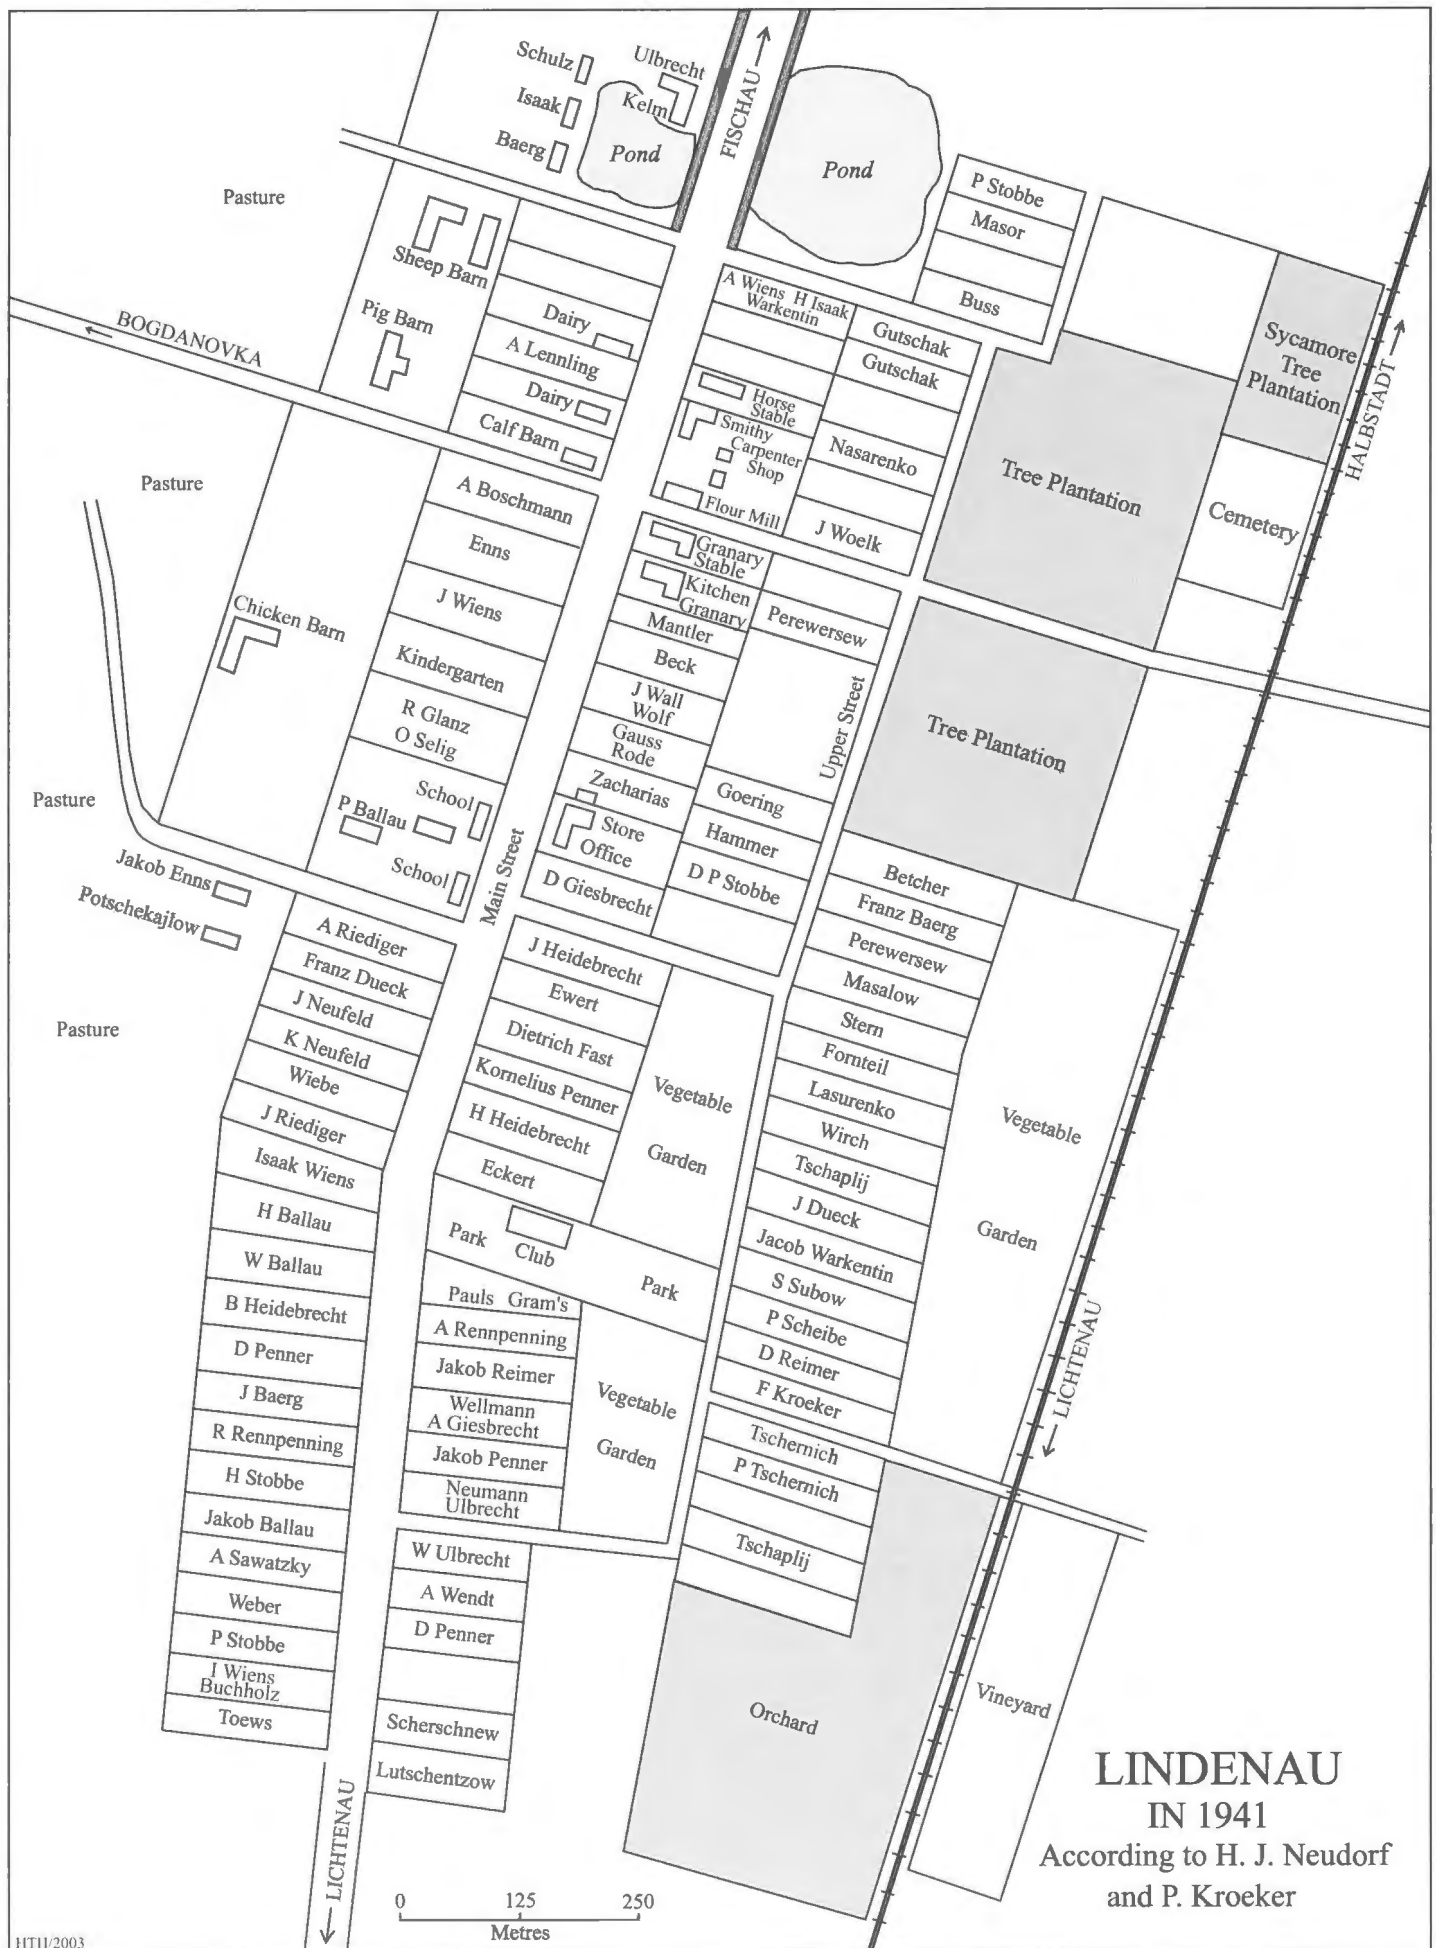 Schulz
Isaak
Baerg
Ulbrecht
Kelm
Pond
FISCHAU
Pond
Pasture
P Stobbe
Masor
Buss
Sheep Barn
Pig Barn
Dairy
A Lennling
Dairy
Calf Barn
BOGDANOVKA
A Wiens H Isaak
Warkentin
Gutschak
Gutschak
Horse
Stable
Smithy
Carpenter
Shop
Flour Mill
Nasarenko
J Woelk
Tree Plantation
Sycamore
Tree
Plantation
HALBSTADT
Cemetery
Pasture
A Boschmann
Enns
J Wiens
Kindergarten
R Glanz
O Selig
School
P Ballau
School
Chicken Barn
Granary
Stable
Kitchen
Granary
Mantler
Beck
J Wall
Wolf
Gauss
Rode
Zacharias
Store
Office
D Giesbrecht
Perewersew
Goering
Hammer
D P Stobbe
Upper Street
Tree Plantation
Pasture
Jakob Enns
Potschekajłow
Main Street
Pasture
A Riediger
Franz Dueck
J Neufeld
K Neufeld
Wiebe
J Riediger
Isaak Wiens
H Ballau
W Ballau
B Heidebrecht
D Penner
J Baerg
R Rennpenning
H Stobbe
Jakob Ballau
A Sawatzky
Weber
P Stobbe
I Wiens
Buchholz
Toews
J Heidebrecht
Ewert
Dietrich Fast
Kornelius Penner
H Heidebrecht
Eckert
Vegetable
Garden
Park
Club
Park
Pauls Gram's
A Rennpenning
Jakob Reimer
Wellmann
A Giesbrecht
Jakob Penner
Neumann
Ulbrecht
Vegetable
Garden
W Ulbrecht
A Wendt
D Penner
Scherschnew
Lutschentzow
LICHTENAU
Betcher
Franz Baerg
Perewersew
Masalow
Stern
Fornteil
Lasurenko
Wirch
Tschaplij
J Dueck
Jacob Warkentin
S Subow
P Scheibe
D Reimer
F Kroeker
Vegetable
Garden
LICHTENAU
Tschernich
P Tschernich
Tschaplij
Orchard
Vineyard
LINDENAU
IN 1941
According to H. J. Neudorf
and P. Kroeker
0 125 250
Metres